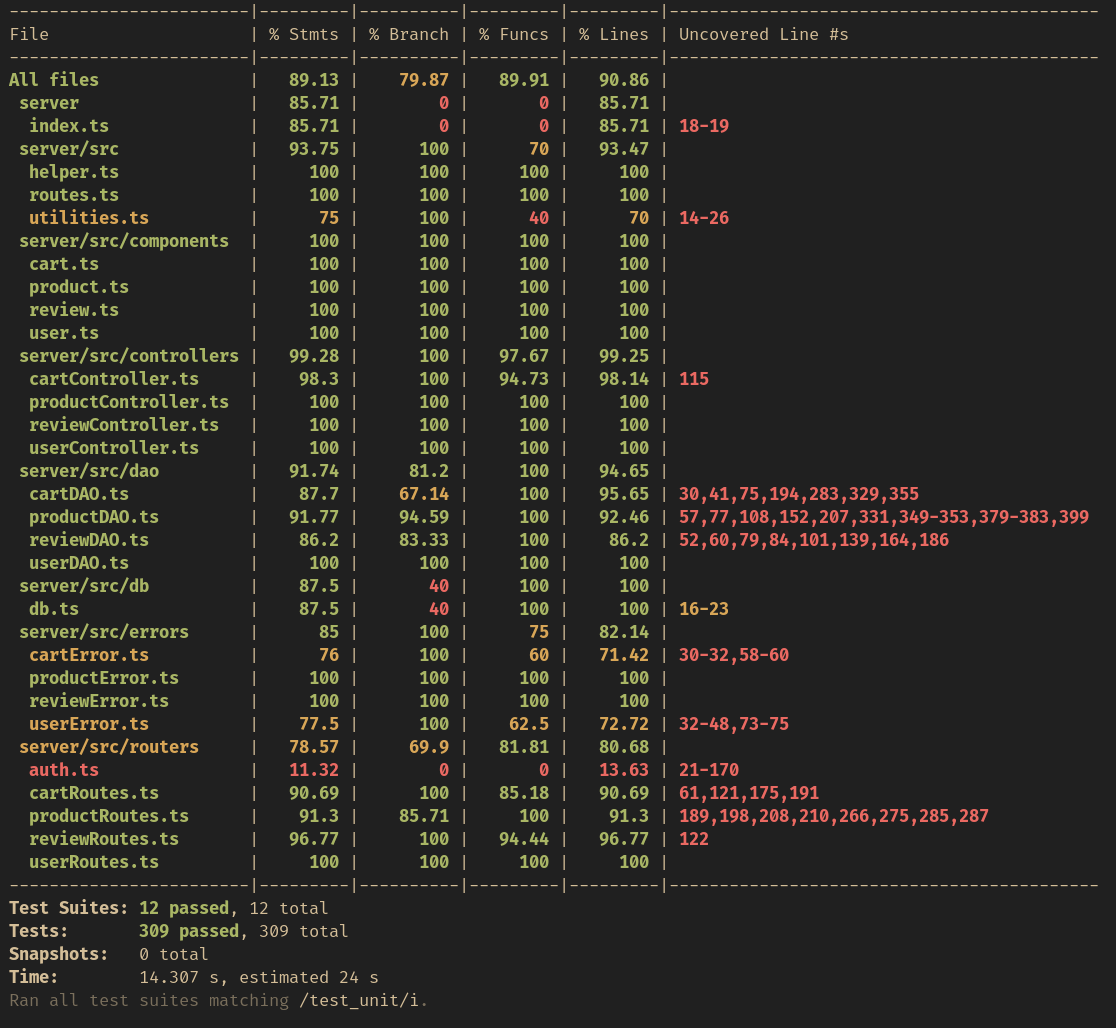 -------------------------|---------|----------|---------|---------|-------------------------------------------
File                    | % Stmts | % Branch | % Funcs | % Lines | Uncovered Line #s
------------------------|---------|----------|---------|---------|-------------------------------------------
All files               |   89.13 |    79.87 |   89.91 |   90.86 |
 server                 |   85.71 |        0 |       0 |   85.71 |
  index.ts              |   85.71 |        0 |       0 |   85.71 | 18-19
 server/src             |   93.75 |      100 |      70 |   93.47 |
  helper.ts             |     100 |      100 |     100 |     100 |
  routes.ts             |     100 |      100 |     100 |     100 |
  utilities.ts          |      75 |      100 |      40 |      70 | 14-26
 server/src/components  |     100 |      100 |     100 |     100 |
  cart.ts               |     100 |      100 |     100 |     100 |
  product.ts            |     100 |      100 |     100 |     100 |
  review.ts             |     100 |      100 |     100 |     100 |
  user.ts               |     100 |      100 |     100 |     100 |
 server/src/controllers |   99.28 |      100 |   97.67 |   99.25 |
  cartController.ts     |    98.3 |      100 |   94.73 |   98.14 | 115
  productController.ts  |     100 |      100 |     100 |     100 |
  reviewController.ts   |     100 |      100 |     100 |     100 |
  userController.ts     |     100 |      100 |     100 |     100 |
 server/src/dao         |   91.74 |     81.2 |     100 |   94.65 |
  cartDAO.ts            |    87.7 |    67.14 |     100 |   95.65 | 30,41,75,194,283,329,355
  productDAO.ts         |   91.77 |    94.59 |     100 |   92.46 | 57,77,108,152,207,331,349-353,379-383,399
  reviewDAO.ts          |    86.2 |    83.33 |     100 |    86.2 | 52,60,79,84,101,139,164,186
  userDAO.ts            |     100 |      100 |     100 |     100 |
 server/src/db          |    87.5 |       40 |     100 |     100 |
  db.ts                 |    87.5 |       40 |     100 |     100 | 16-23
 server/src/errors      |      85 |      100 |      75 |   82.14 |
  cartError.ts          |      76 |      100 |      60 |   71.42 | 30-32,58-60
  productError.ts       |     100 |      100 |     100 |     100 |
  reviewError.ts        |     100 |      100 |     100 |     100 |
  userError.ts          |    77.5 |      100 |    62.5 |   72.72 | 32-48,73-75
 server/src/routers     |   78.57 |     69.9 |   81.81 |   80.68 |
  auth.ts               |   11.32 |        0 |       0 |   13.63 | 21-170
  cartRoutes.ts         |   90.69 |      100 |   85.18 |   90.69 | 61,121,175,191
  productRoutes.ts      |    91.3 |    85.71 |     100 |    91.3 | 189,198,208,210,266,275,285,287
  reviewRoutes.ts       |   96.77 |      100 |   94.44 |   96.77 | 122
  userRoutes.ts         |     100 |      100 |     100 |     100 |
------------------------|---------|----------|---------|---------|-------------------------------------------
Test Suites: 12 passed, 12 total
Tests:       309 passed, 309 total
Snapshots:   0 total
Time:        14.307 s, estimated 24 s
Ran all test suites matching /test_unit/i.